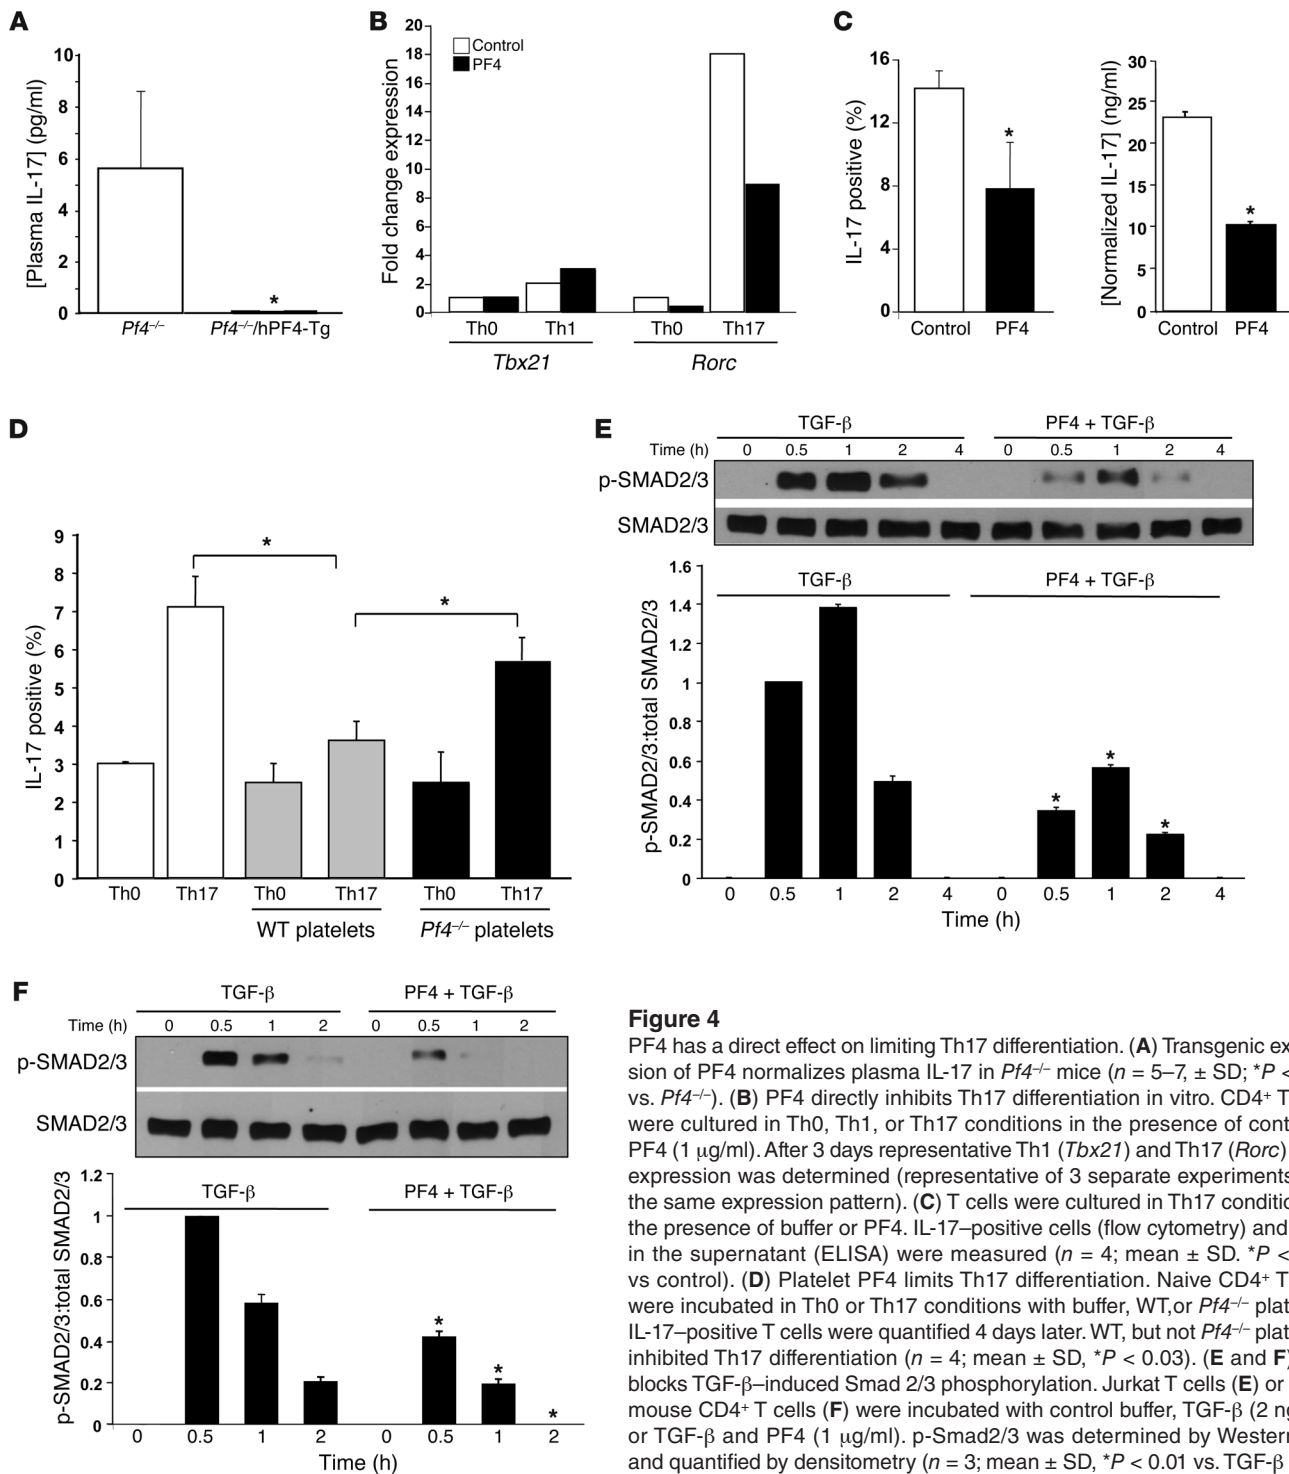 A
[Plasma IL-17] (pg/ml)
10
8
6
4
2
0
*
Pf4–/–
Pf4–/–/hPF4-Tg
B
Fold change expression
20
18
16
14
12
10
8
6
4
2
0
Control
PF4
Th0
Th1
Th0
Th17
Tbx21
Rorc
C
IL-17 positive (%)
16
12
8
4
0
*
Control
PF4
[Normalized IL-17] (ng/ml)
30
25
20
15
10
5
0
*
Control
PF4
D
IL-17 positive (%)
9
8
7
6
5
4
3
2
1
0
*
*
Th0
Th17
Th0
Th17
Th0
Th17
WT platelets
Pf4–/– platelets
E
TGF-β
PF4 + TGF-β
Time (h)
0 0.5 1 2 4 0 0.5 1 2 4
p-SMAD2/3
SMAD2/3
p-SMAD2/3:total SMAD2/3
1.6
1.4
1.2
1
0.8
0.6
0.4
0.2
0
TGF-β
PF4 + TGF-β
*
*
*
0 0.5 1 2 4 0 0.5 1 2 4
Time (h)
F
TGF-β
PF4 + TGF-β
Time (h)
0 0.5 1 2 0 0.5 1 2
p-SMAD2/3
SMAD2/3
p-SMAD2/3:total SMAD2/3
1.2
1
0.8
0.6
0.4
0.2
0
TGF-β
PF4 + TGF-β
*
*
*
0 0.5 1 2 0 0.5 1 2
Time (h)
Figure 4
PF4 has a direct effect on limiting Th17 differentiation. (A) Transgenic ex
sion of PF4 normalizes plasma IL-17 in Pf4–/– mice (n = 5–7, ± SD; *P <
vs. Pf4–/–). (B) PF4 directly inhibits Th17 differentiation in vitro. CD4+ T
were cultured in Th0, Th1, or Th17 conditions in the presence of cont
PF4 (1 μg/ml). After 3 days representative Th1 (Tbx21) and Th17 (Rorc)
expression was determined (representative of 3 separate experiments
the same expression pattern). (C) T cells were cultured in Th17 conditio
the presence of buffer or PF4. IL-17–positive cells (flow cytometry) and
in the supernatant (ELISA) were measured (n = 4; mean ± SD. *P <
vs control). (D) Platelet PF4 limits Th17 differentiation. Naive CD4+ T
were incubated in Th0 or Th17 conditions with buffer, WT,or Pf4–/– plat
IL-17–positive T cells were quantified 4 days later. WT, but not Pf4–/– plat
inhibited Th17 differentiation (n = 4; mean ± SD, *P < 0.03). (E and F)
blocks TGF-β–induced Smad 2/3 phosphorylation. Jurkat T cells (E) or
mouse CD4+ T cells (F) were incubated with control buffer, TGF-β (2 ng
or TGF-β and PF4 (1 μg/ml). p-Smad2/3 was determined by Western
and quantified by densitometry (n = 3; mean ± SD, *P < 0.01 vs. TGF-β